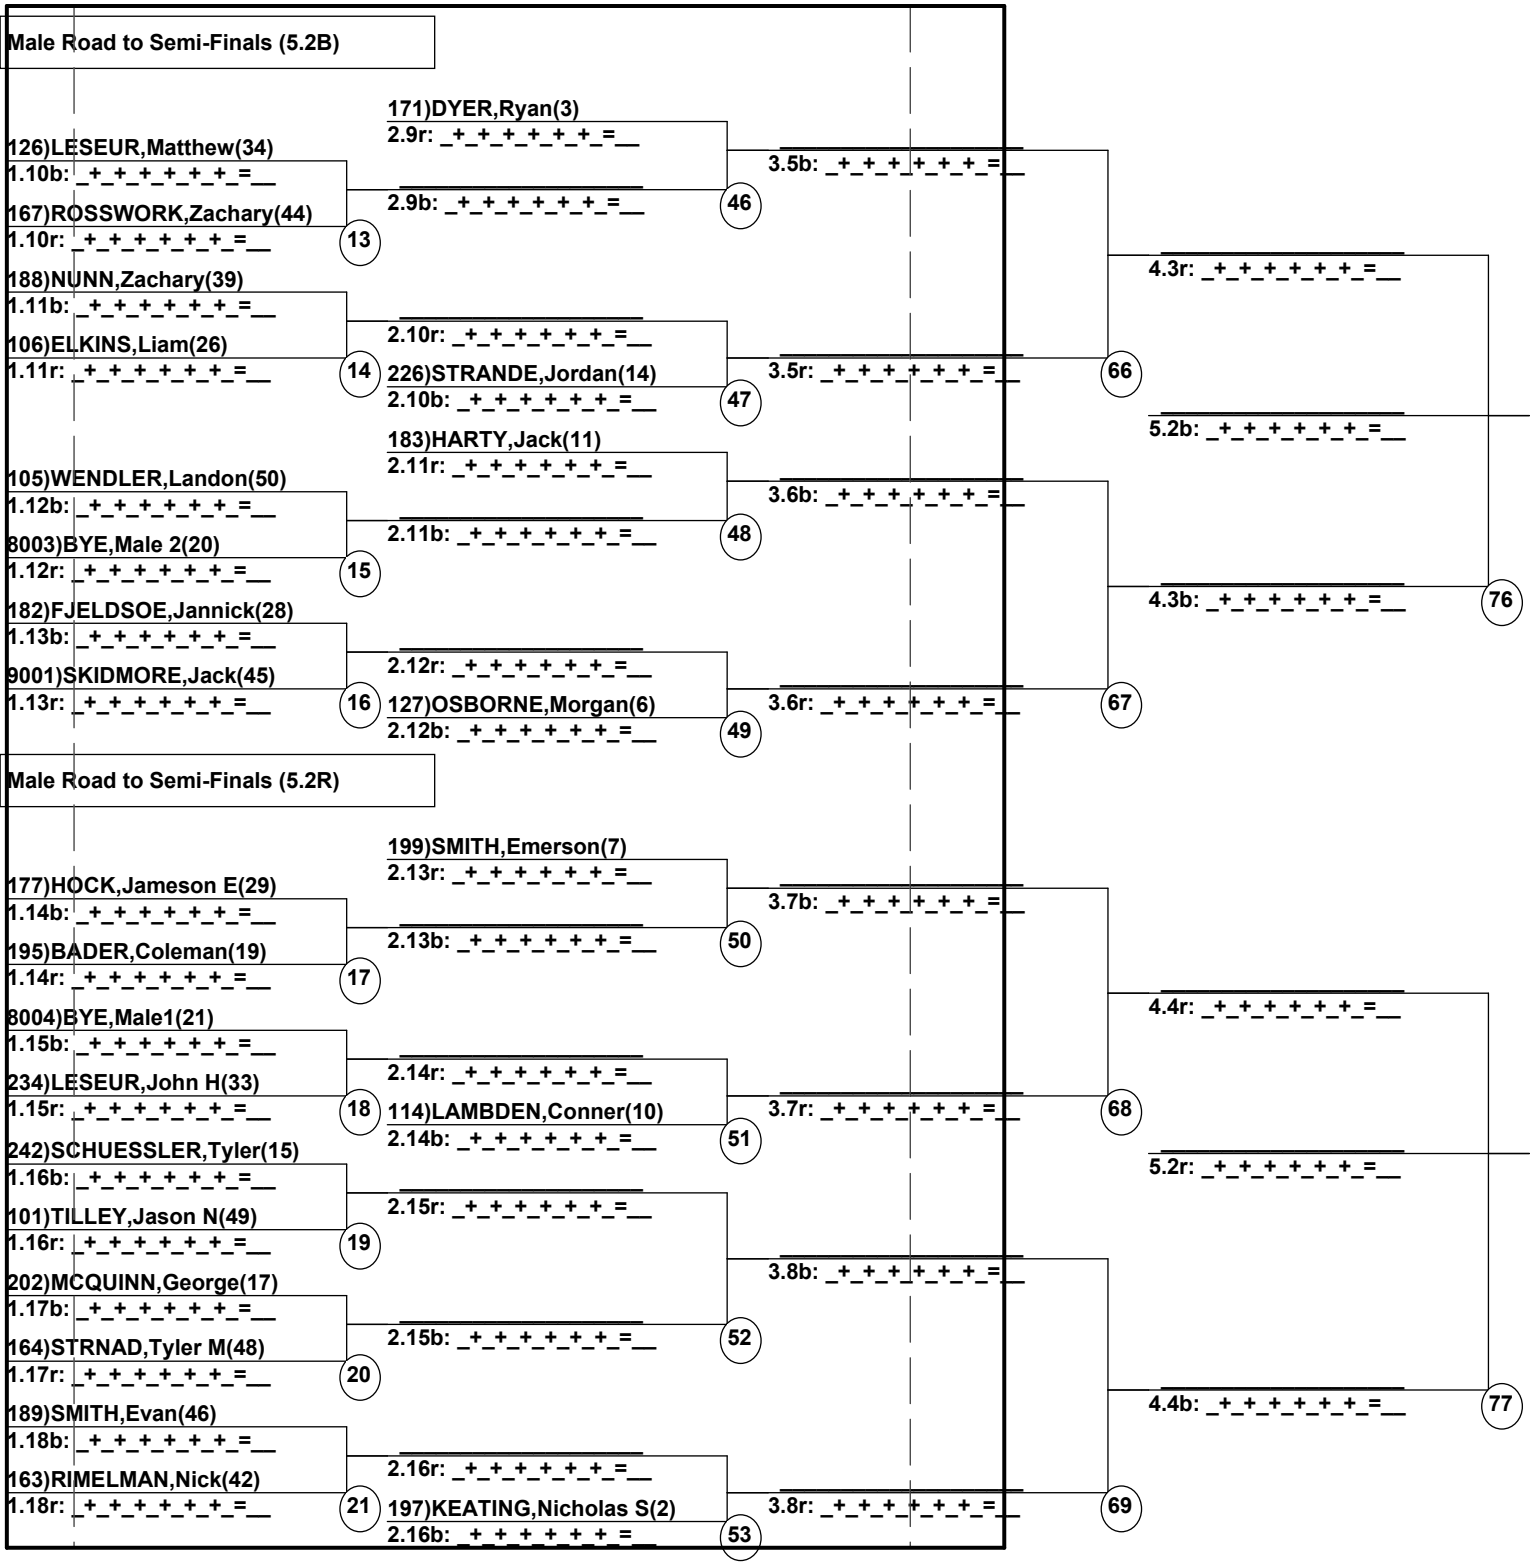 Male Road to Semi-Finals (5.2B)
171)DYER,Ryan(3)
2.9r: _+_+_+_+_+_=__
126)LESEUR,Matthew(34)
1.10b: _+_+_+_+_+_=__
3.5b: _+_+_+_+_+_=__
2.9b: _+_+_+_+_+_=__
46
167)ROSSWORK,Zachary(44)
1.10r: _+_+_+_+_+_=__
13
4.3r: _+_+_+_+_+_=__
188)NUNN,Zachary(39)
1.11b: _+_+_+_+_+_=__
2.10r: _+_+_+_+_+_=__
106)ELKINS,Liam(26)
1.11r: _+_+_+_+_+_=__
14
226)STRANDE,Jordan(14)
2.10b: _+_+_+_+_+_=__
47
3.5r: _+_+_+_+_+_=__
66
5.2b: _+_+_+_+_+_=__
183)HARTY,Jack(11)
2.11r: _+_+_+_+_+_=__
105)WENDLER,Landon(50)
1.12b: _+_+_+_+_+_=__
3.6b: _+_+_+_+_+_=__
2.11b: _+_+_+_+_+_=__
48
8003)BYE,Male 2(20)
1.12r: _+_+_+_+_+_=__
15
4.3b: _+_+_+_+_+_=__
76
182)FJELDSOE,Jannick(28)
1.13b: _+_+_+_+_+_=__
2.12r: _+_+_+_+_+_=__
9001)SKIDMORE,Jack(45)
1.13r: _+_+_+_+_+_=__
16
127)OSBORNE,Morgan(6)
2.12b: _+_+_+_+_+_=__
49
3.6r: _+_+_+_+_+_=__
67
Male Road to Semi-Finals (5.2R)
199)SMITH,Emerson(7)
2.13r: _+_+_+_+_+_=__
177)HOCK,Jameson E(29)
1.14b: _+_+_+_+_+_=__
3.7b: _+_+_+_+_+_=__
2.13b: _+_+_+_+_+_=__
50
195)BADER,Coleman(19)
1.14r: _+_+_+_+_+_=__
17
4.4r: _+_+_+_+_+_=__
8004)BYE,Male1(21)
1.15b: _+_+_+_+_+_=__
2.14r: _+_+_+_+_+_=__
234)LESEUR,John H(33)
1.15r: _+_+_+_+_+_=__
18
114)LAMBDEN,Conner(10)
2.14b: _+_+_+_+_+_=__
51
3.7r: _+_+_+_+_+_=__
68
242)SCHUESSLER,Tyler(15)
1.16b: _+_+_+_+_+_=__
5.2r: _+_+_+_+_+_=__
2.15r: _+_+_+_+_+_=__
101)TILLEY,Jason N(49)
1.16r: _+_+_+_+_+_=__
19
3.8b: _+_+_+_+_+_=__
202)MCQUINN,George(17)
1.17b: _+_+_+_+_+_=__
2.15b: _+_+_+_+_+_=__
52
164)STRNAD,Tyler M(48)
1.17r: _+_+_+_+_+_=__
20
4.4b: _+_+_+_+_+_=__
77
189)SMITH,Evan(46)
1.18b: _+_+_+_+_+_=__
2.16r: _+_+_+_+_+_=__
163)RIMELMAN,Nick(42)
1.18r: _+_+_+_+_+_=__
21
197)KEATING,Nicholas S(2)
2.16b: _+_+_+_+_+_=__
53
3.8r: _+_+_+_+_+_=__
69